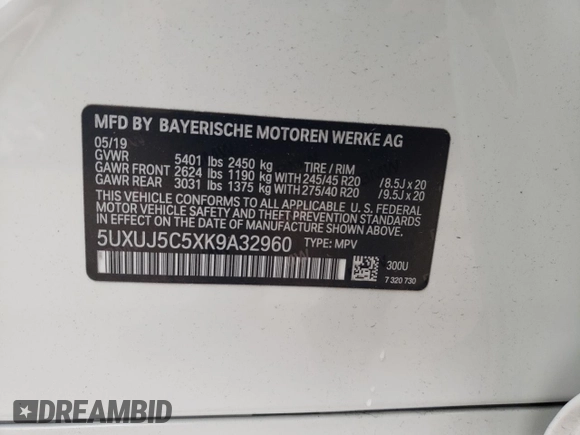 MFD BY BAYERISCHE MOTOREN WERKE AG
05/19
GVWR 5401 lbs 2450 kg TIRE / RIM
GAWR FRONT 2624 lbs 1190 kg WITH 245/45 R20 /8.5J x 20
GAWR REAR 3031 lbs 1375 kg WITH 275/40 R20 /9.5J x 20
THIS VEHICLE CONFORMS TO ALL APPLICABLE U. S. FEDERAL
MOTOR VEHICLE SAFETY AND THEFT PREVENTION STANDARDS
IN EFFECT ON THE DATE OF MANUFACTURE SHOWN ABOVE.
5UXUJ5C5XK9A32960 TYPE: MPV
300U
7 320 730
DREAMBID